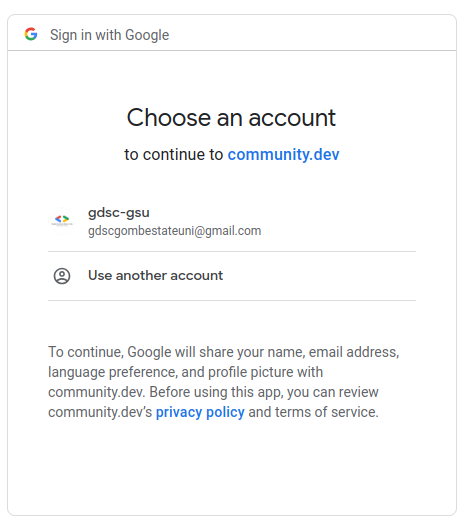 Sign in with Google
Choose an account
to continue to community.dev
gdsc-gsu
gdscgombestateuni@gmail.com
Use another account
To continue, Google will share your name, email address,
language preference, and profile picture with
community.dev. Before using this app, you can review
community.dev’s privacy policy and terms of service.